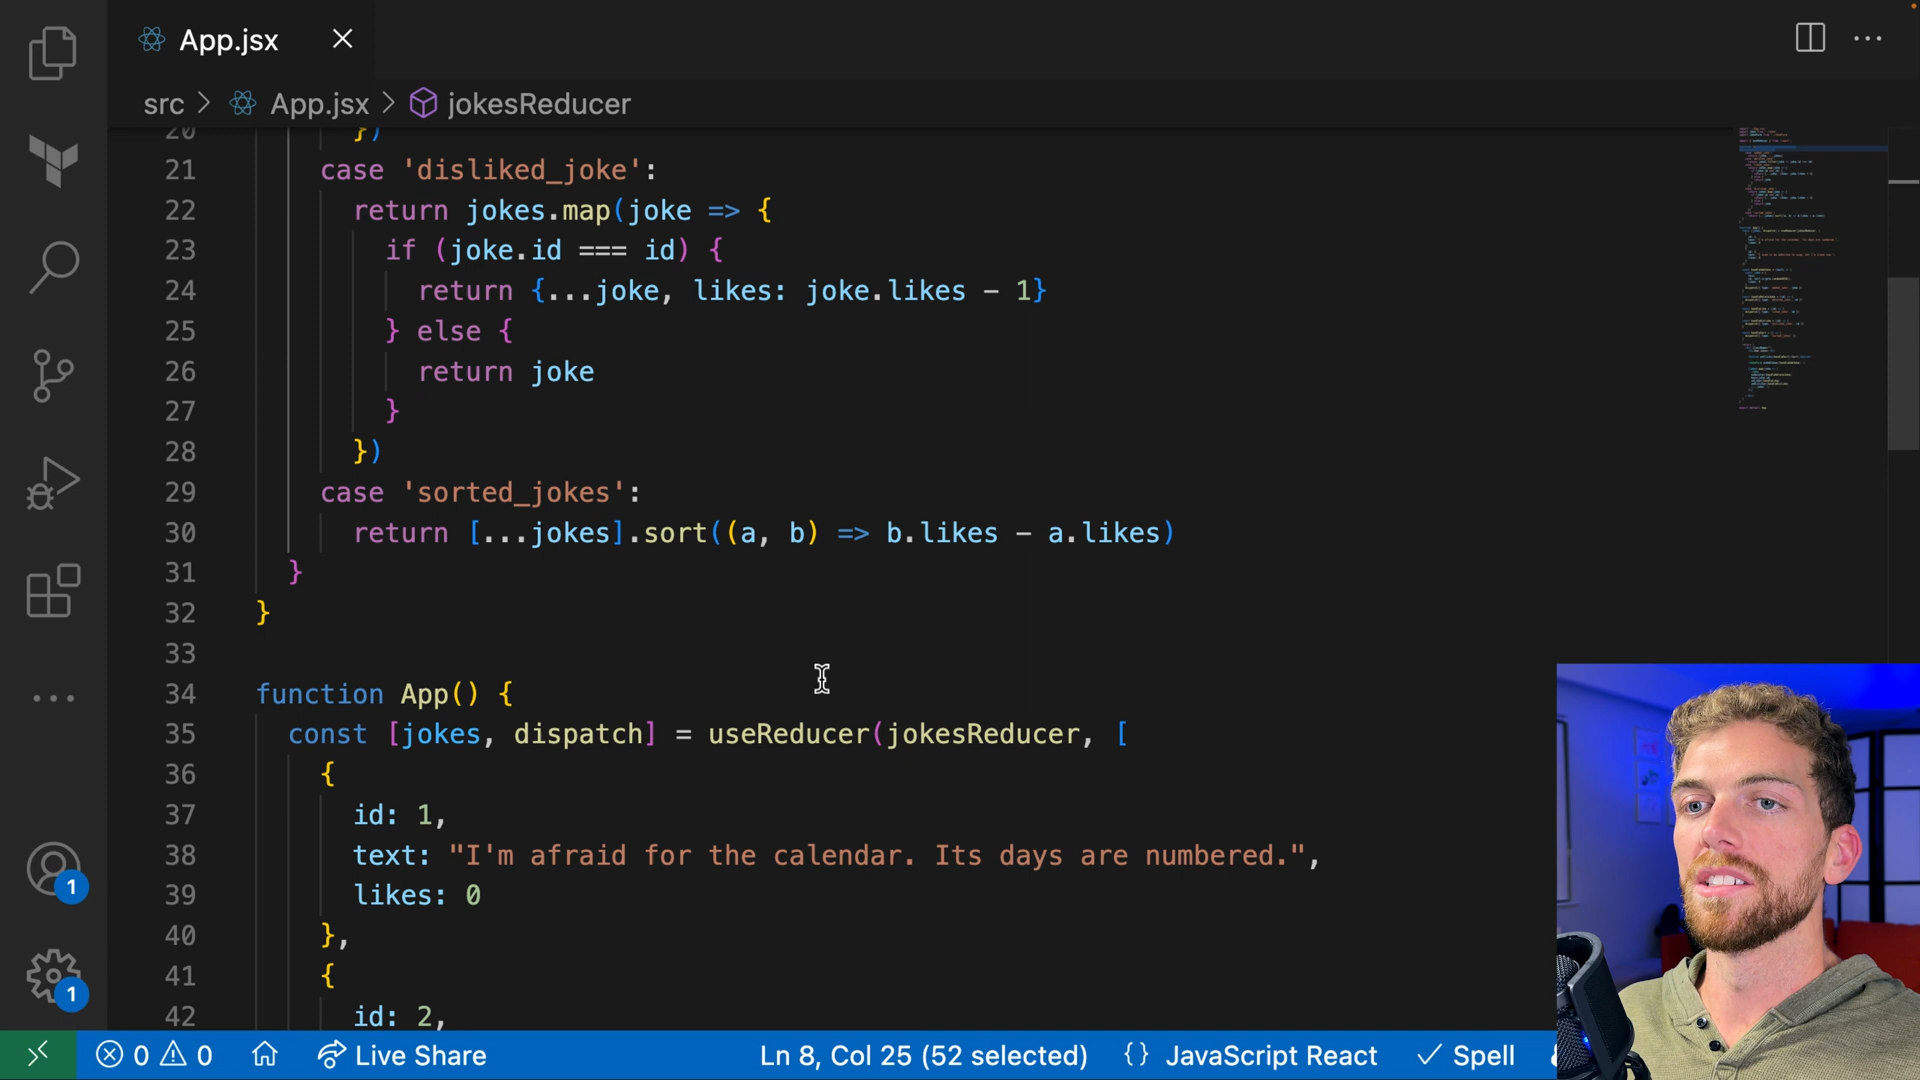 App.jsx
src > App.jsx > jokesReducer
20 })
21 case 'disliked_joke':
22 return jokes.map(joke => {
23 if (joke.id === id) {
24 return {...joke, likes: joke.likes - 1}
25 } else {
26 return joke
27 }
28 })
29 case 'sorted_jokes':
30 return [...jokes].sort((a, b) => b.likes - a.likes)
31 }
32 }
33
34 function App() {
35 const [jokes, dispatch] = useReducer(jokesReducer, [
36 {
37 id: 1,
38 text: "I'm afraid for the calendar. Its days are numbered.",
39 likes: 0
40 },
41 {
42 id: 2,
1
1
0 0 Live Share Ln 8, Col 25 (52 selected) {} JavaScript React Spell